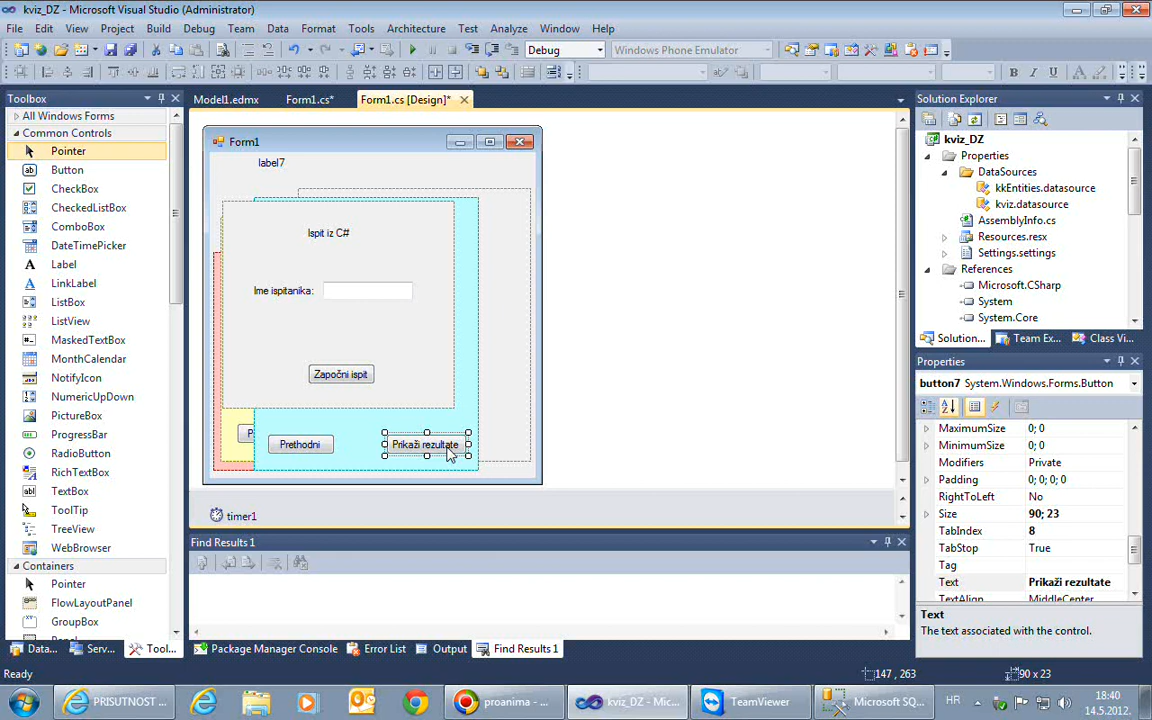 kviz_DZ - Microsoft Visual Studio (Administrator)
File Edit View Project Build Debug Team Data Format Tools Architecture Test Analyze Window Help
Debug Windows Phone Emulator
Toolbox
Model1.edmx Form1.cs* Form1.cs [Design]*
Solution Explorer
All Windows Forms
Common Controls
Pointer
Button
CheckBox
CheckedListBox
ComboBox
DateTimePicker
Label
LinkLabel
ListBox
ListView
MaskedTextBox
MonthCalendar
NotifyIcon
NumericUpDown
PictureBox
ProgressBar
RadioButton
RichTextBox
TextBox
ToolTip
TreeView
WebBrowser
Containers
Pointer
FlowLayoutPanel
GroupBox
Data... Serv... Tool...
Form1
label7
Ispit iz C#
Ime ispitanika:
Započni ispit
P
Prethodni
Prikaži rezultate
timer1
Find Results 1
Package Manager Console Error List Output Find Results 1
kviz_DZ
Properties
DataSources
kkEntities.datasource
kviz.datasource
AssemblyInfo.cs
Resources.resx
Settings.settings
References
Microsoft.CSharp
System
System.Core
Solution... Team Ex... Class Vi...
Properties
button7 System.Windows.Forms.Button
MaximumSize 0; 0
MinimumSize 0; 0
Modifiers Private
Padding 0; 0; 0; 0
RightToLeft No
Size 90; 23
TabIndex 8
TabStop True
Tag
Text Prikaži rezultate
TextAlign MiddleCenter
Text
The text associated with the control.
Ready
147 , 263
90 x 23
PRISUTNOST ...
proanima - ...
kviz_DZ - Mic...
TeamViewer
Microsoft SQ...
HR
18:40
14.5.2012.